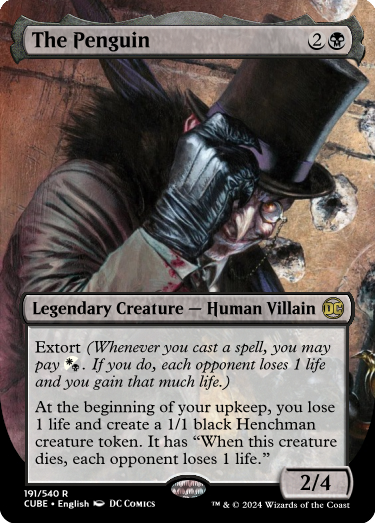 The Penguin 2
Legendary Creature — Human Villain DC
Extort (Whenever you cast a spell, you may
pay . If you do, each opponent loses 1 life
and you gain that much life.)
At the beginning of your upkeep, you lose
1 life and create a 1/1 black Henchman
creature token. It has “When this creature
dies, each opponent loses 1 life.”
2/4
191/540 R
CUBE • English DC COMICS
™ & © 2024 Wizards of the Coast